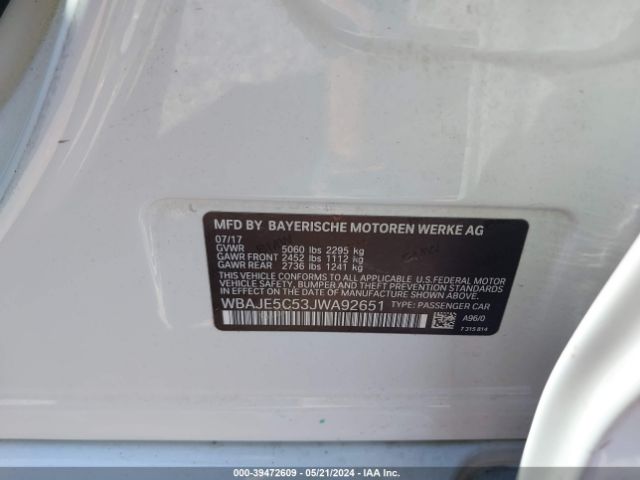 MFD BY BAYERISCHE MOTOREN WERKE AG
07/17
GVWR 5060 lbs 2295 kg
GAWR FRONT 2452 lbs 1112 kg
GAWR REAR 2736 lbs 1241 kg
THIS VEHICLE CONFORMS TO ALL APPLICABLE U.S. FEDERAL MOTOR
VEHICLE SAFETY, BUMPER AND THEFT PREVENTION STANDARDS
IN EFFECT ON THE DATE OF MANUFACTURE SHOWN ABOVE.
WBAJE5C53JWA92651 TYPE: PASSENGER CAR
A96/0
7 315 814
000-39472609 - 05/21/2024 - IAAI.COM